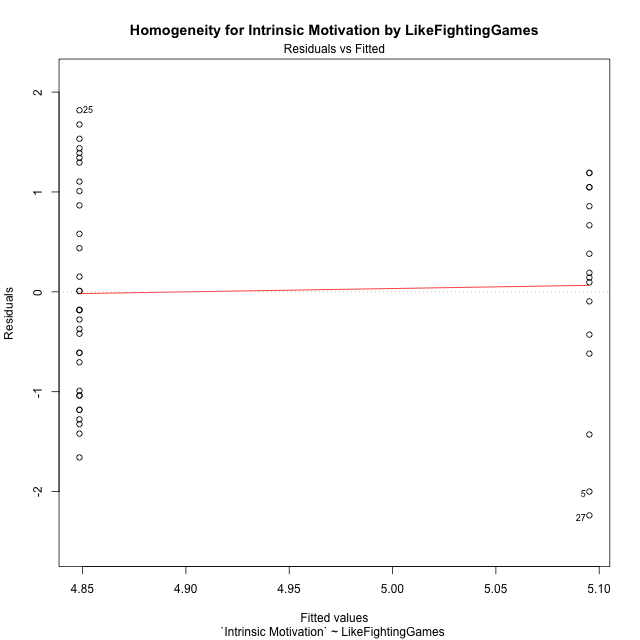 Homogeneity for Intrinsic Motivation by LikeFightingGames
Residuals vs Fitted
Residuals
2
1
0
-1
-2
25
5
27
4.85 4.90 4.95 5.00 5.05 5.10
Fitted values
`Intrinsic Motivation` ~ LikeFightingGames